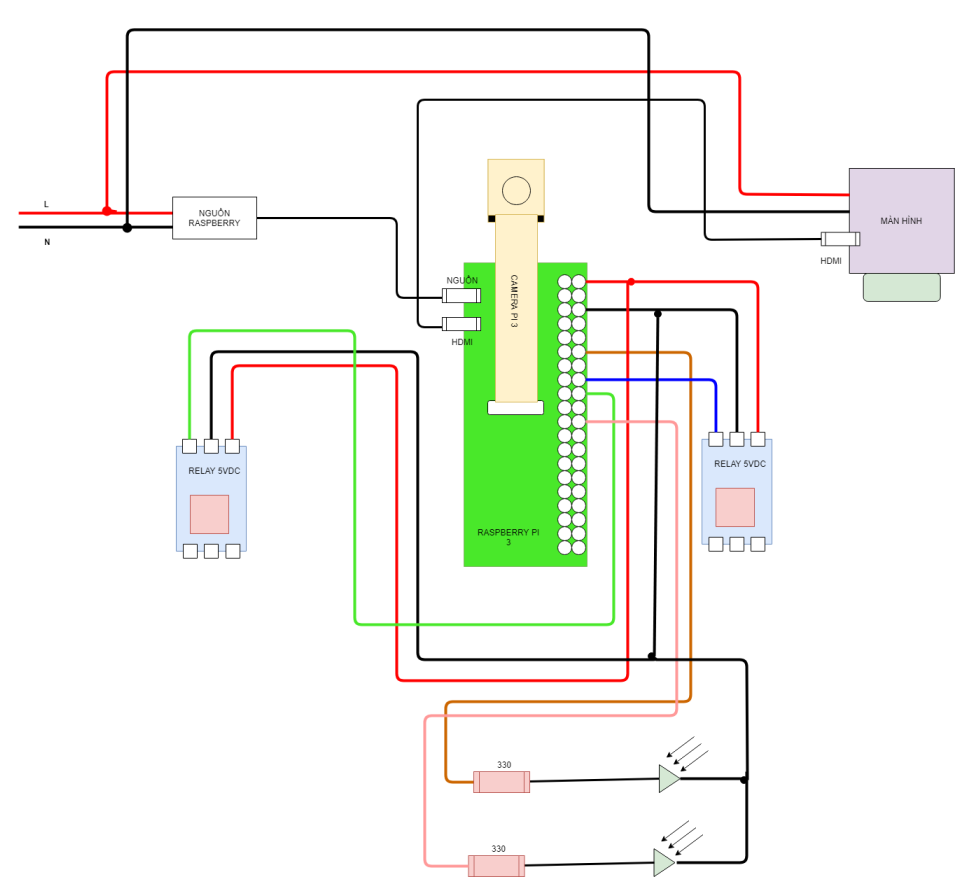 L
N
NGUỒN
RASPBERRY
MÀN HÌNH
HDMI
NGUỒN
CAMERA PI 3
HDMI
RELAY 5VDC
RELAY 5VDC
RASPBERRY PI
3
330
330